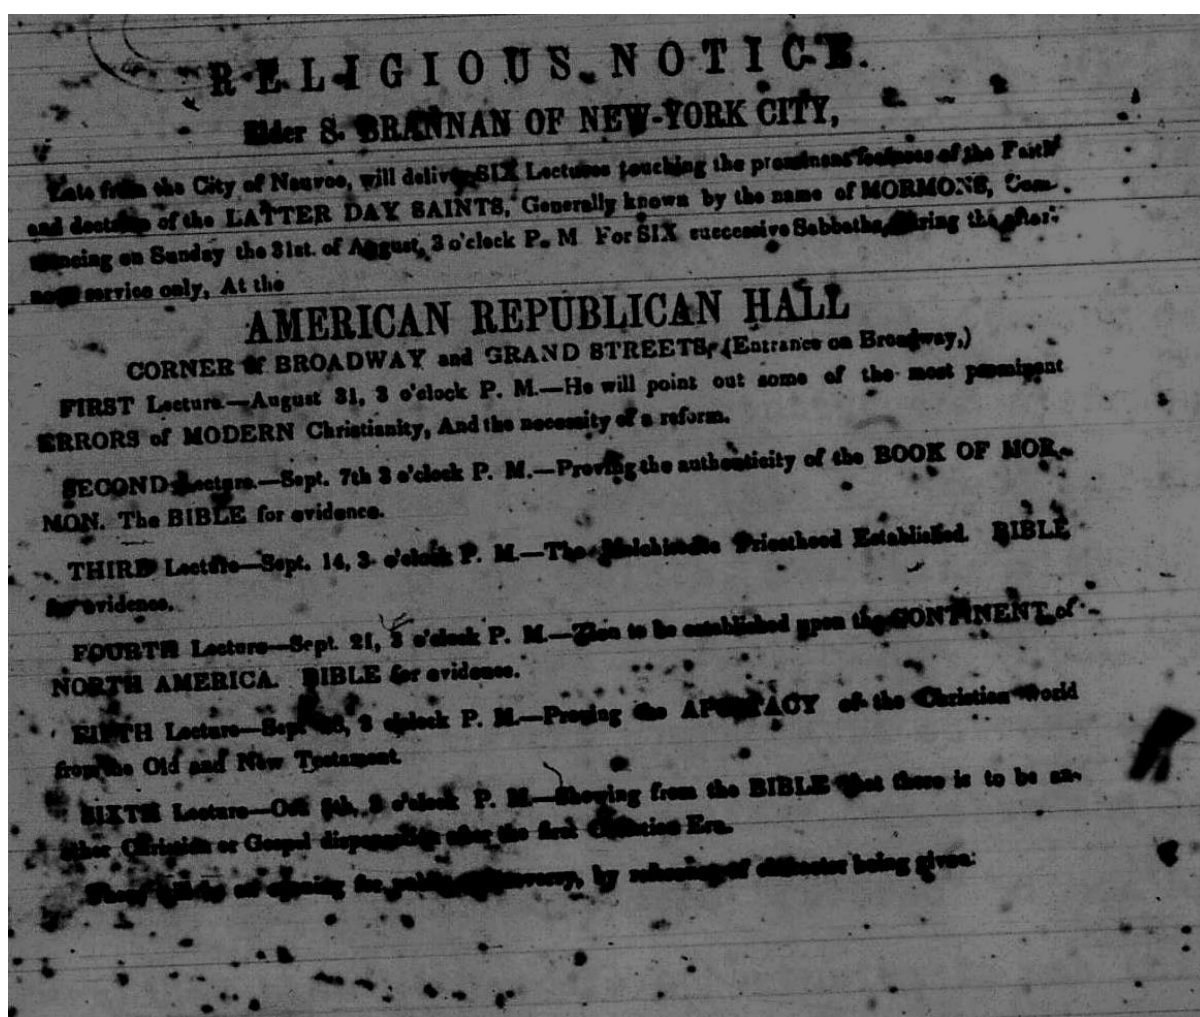 RELIGIOUS NOTICE.
Elder S. BRANNAN OF NEW-YORK CITY,
Late from the City of Nauvoo, will deliver SIX Lectures touching the prominent features of the Faith
and doctrine of the LATTER DAY SAINTS, Generally known by the name of MORMONS, Com-
mencing on Sunday the 31st. of August, 3 o'clock P. M For SIX successive Sabbaths, during the after-
noon service only, At the
AMERICAN REPUBLICAN HALL
CORNER of BROADWAY and GRAND STREETS, (Entrance on Broadway,)
FIRST Lecture.—August 31, 3 o'clock P. M.—He will point out some of the most prominent
ERRORS of MODERN Christianity, And the necessity of a reform.
SECOND Lecture.—Sept. 7th 3 o'clock P. M.—Proving the authenticity of the BOOK OF MOR-
MON. The BIBLE for evidence.
THIRD Lecture—Sept. 14, 3 o'clock P. M.—The Melchisedic Priesthood Established. BIBLE
for evidence.
FOURTH Lecture—Sept. 21, 3 o'clock P. M.—Zion to be established upon the CONTINENT of
NORTH AMERICA. BIBLE for evidence.
FIFTH Lecture—Sept 28, 3 o'clock P. M.—Proving the APOSTACY of the Christian world
from the Old and New Testament.
SIXTH Lecture—Oct 5th, 3 o'clock P. M.—Showing from the BIBLE that there is to be an-
other Christian or Gospel dispensation after the first Christian Era.
for public by of character being given.